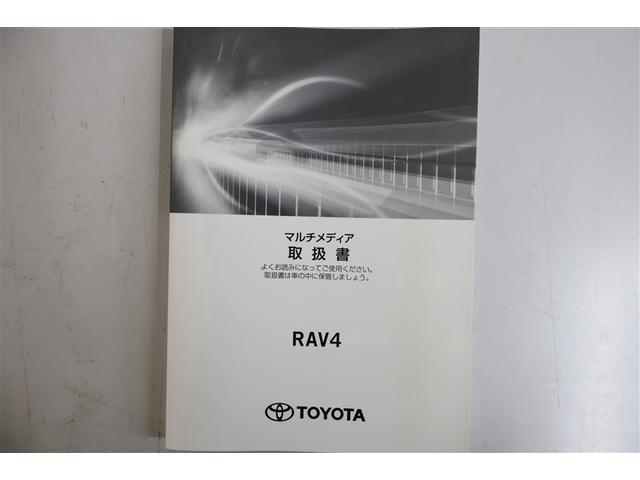 マルチメディア
取扱書
よくお読みになってご使用ください。
取扱書は車の中に保管しましょう。
RAV4
TOYOTA